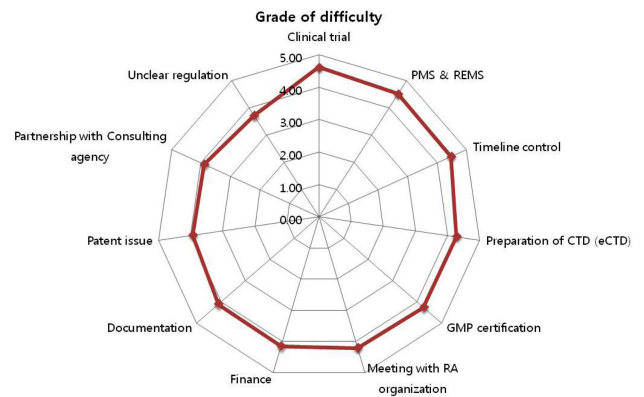 Grade of difficulty
Clinical trial
5.00
4.00
3.00
2.00
1.00
0.00
PMS & REMS
Timeline control
Preparation of CTD (eCTD)
GMP certification
Meeting with RA
organization
Finance
Documentation
Patent issue
Partnership with Consulting
agency
Unclear regulation